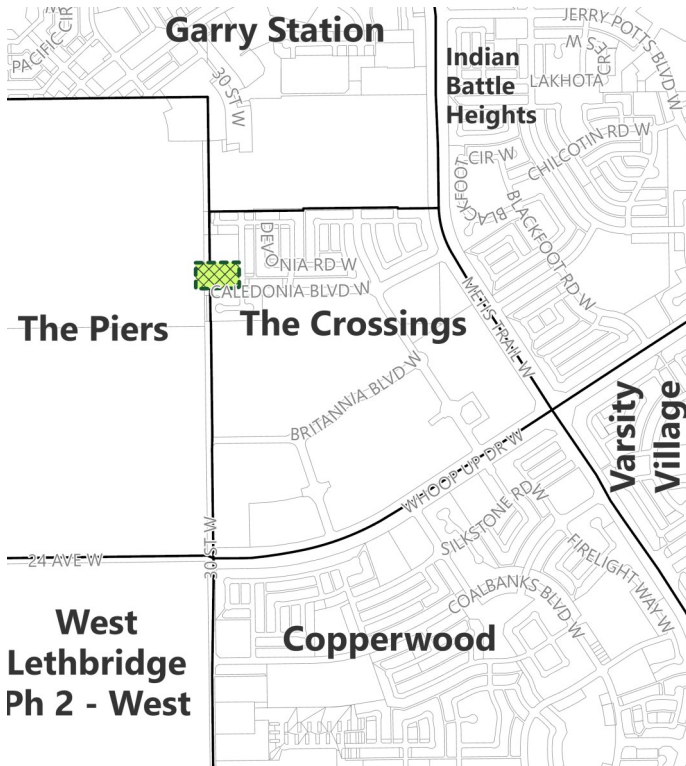 Garry Station
PACIFIC CIR
30 ST W
Indian
Battle
Heights
JERRY POTTS BLVD W
CRES W
LAKHOTA
CHILCOTIN RD W
BLACKFOOT
CIR W
BLACKFOOT RD W
DEVO
NIA RD W
CALEDONIA BLVD W
METIS TRAIL W
The Piers
The Crossings
BRITANNIA BLVD W
Varsity
Village
WHOOP UP DR W
SILKSTONE RD W
24 AVE W
30 ST W
FIRELIGHT WAY W
COALBANKS BLVD W
West
Lethbridge
Ph 2 - West
Copperwood